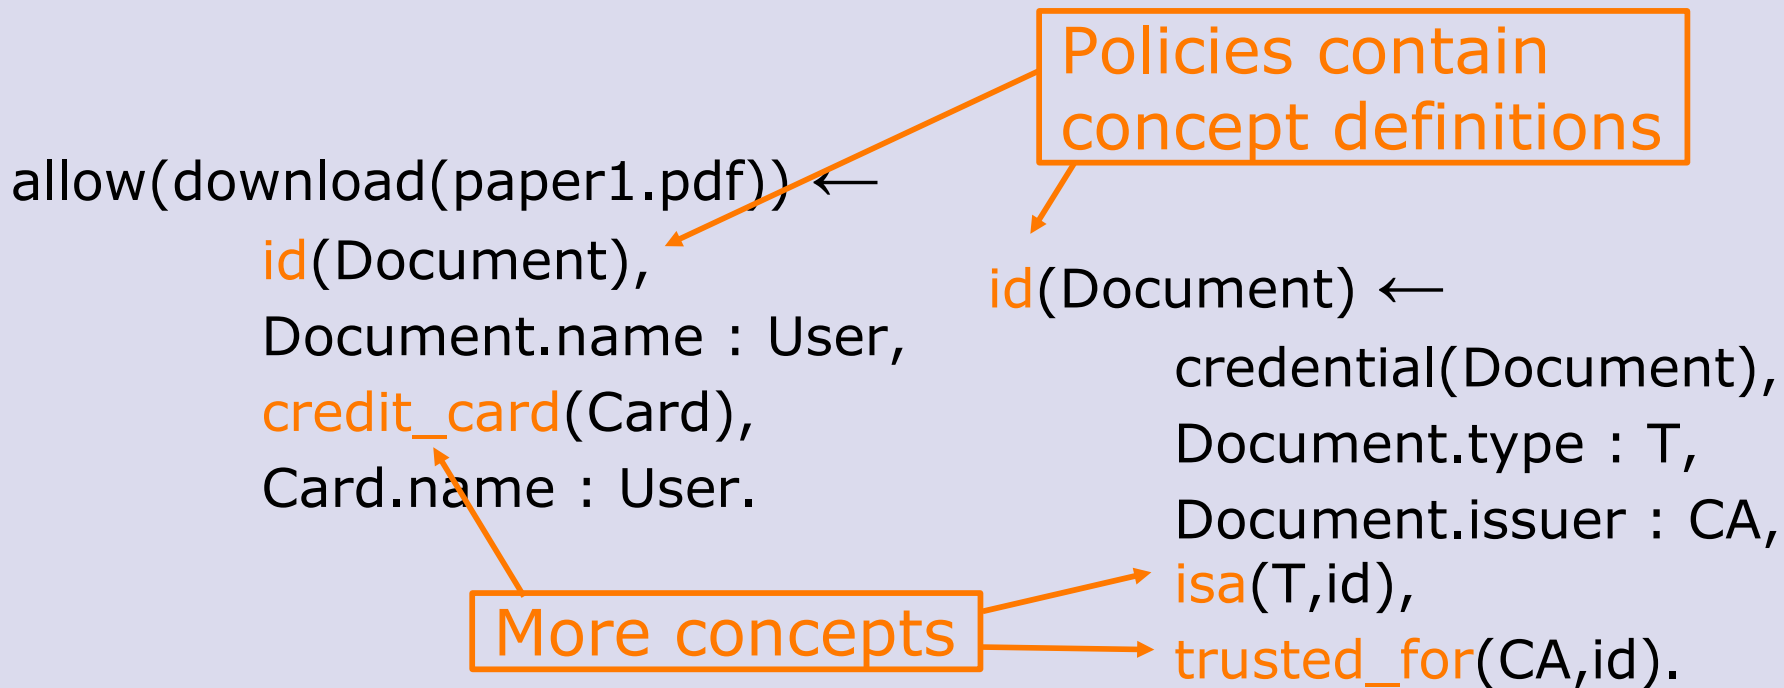 Policies contain
concept definitions
allow(download(paper1.pdf)) ←
id(Document),
Document.name : User,
credit_card(Card),
Card.name : User.
id(Document) ←
credential(Document),
Document.type : T,
Document.issuer : CA,
isa(T,id),
trusted_for(CA,id).
More concepts